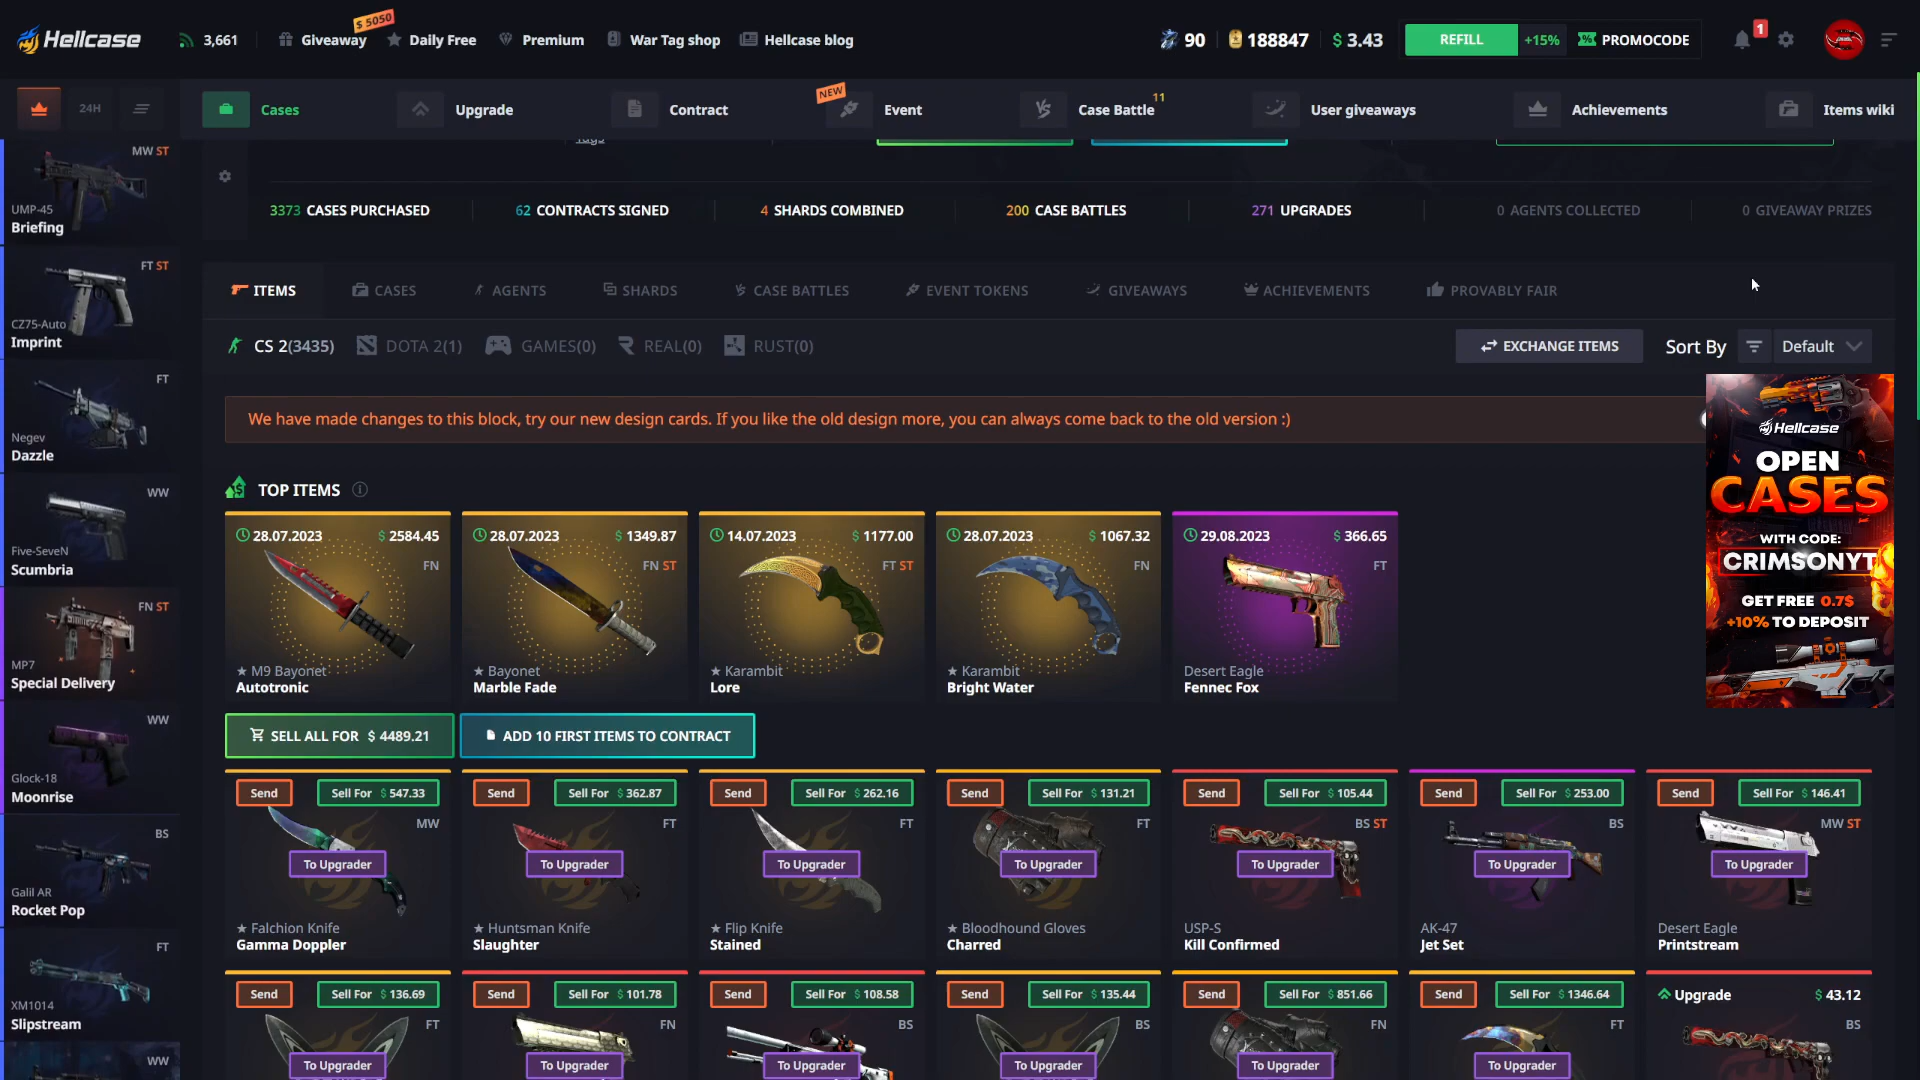 Hellcase
3,661
Giveaway
$ 5050
Daily Free
Premium
War Tag shop
Hellcase blog
90
188847
$ 3.43
REFILL
+15%
PROMOCODE
1
24H
Cases
Upgrade
Contract
NEW
Event
Case Battle
11
User giveaways
Achievements
Items wiki
MW ST
UMP-45
Briefing
FT ST
CZ75-Auto
Imprint
FT
Negev
Dazzle
WW
Five-SeveN
Scumbria
FN ST
MP7
Special Delivery
WW
Glock-18
Moonrise
BS
Galil AR
Rocket Pop
FT
XM1014
Slipstream
WW
3373 CASES PURCHASED
62 CONTRACTS SIGNED
4 SHARDS COMBINED
200 CASE BATTLES
271 UPGRADES
0 AGENTS COLLECTED
0 GIVEAWAY PRIZES
ITEMS
CASES
AGENTS
SHARDS
CASE BATTLES
EVENT TOKENS
GIVEAWAYS
ACHIEVEMENTS
PROVABLY FAIR
CS 2(3435)
DOTA 2(1)
GAMES(0)
REAL(0)
RUST(0)
EXCHANGE ITEMS
Sort By
Default
We have made changes to this block, try our new design cards. If you like the old design more, you can always come back to the old version :)
Hellcase
OPEN
CASES
WITH CODE:
CRIMSONYT
GET FREE 0.7$
+10% TO DEPOSIT
TOP ITEMS
28.07.2023 $ 2584.45
FN
★ M9 Bayonet
Autotronic
28.07.2023 $ 1349.87
FN ST
★ Bayonet
Marble Fade
14.07.2023 $ 1177.00
FT ST
★ Karambit
Lore
28.07.2023 $ 1067.32
FN
★ Karambit
Bright Water
29.08.2023 $ 366.65
FT
Desert Eagle
Fennec Fox
SELL ALL FOR $ 4489.21
ADD 10 FIRST ITEMS TO CONTRACT
Send
Sell For $ 547.33
MW
To Upgrader
★ Falchion Knife
Gamma Doppler
Send
Sell For $ 362.87
FT
To Upgrader
★ Huntsman Knife
Slaughter
Send
Sell For $ 262.16
FT
To Upgrader
★ Flip Knife
Stained
Send
Sell For $ 131.21
FT
To Upgrader
★ Bloodhound Gloves
Charred
Send
Sell For $ 105.44
BS ST
To Upgrader
USP-S
Kill Confirmed
Send
Sell For $ 253.00
BS
To Upgrader
AK-47
Jet Set
Send
Sell For $ 146.41
MW ST
To Upgrader
Desert Eagle
Printstream
Send
Sell For $ 136.69
FT
To Upgrader
Send
Sell For $ 101.78
FN
To Upgrader
Send
Sell For $ 108.58
BS
To Upgrader
Send
Sell For $ 135.44
BS
To Upgrader
Send
Sell For $ 851.66
FN
To Upgrader
Send
Sell For $ 1346.64
FT
To Upgrader
Upgrade
$ 43.12
BS